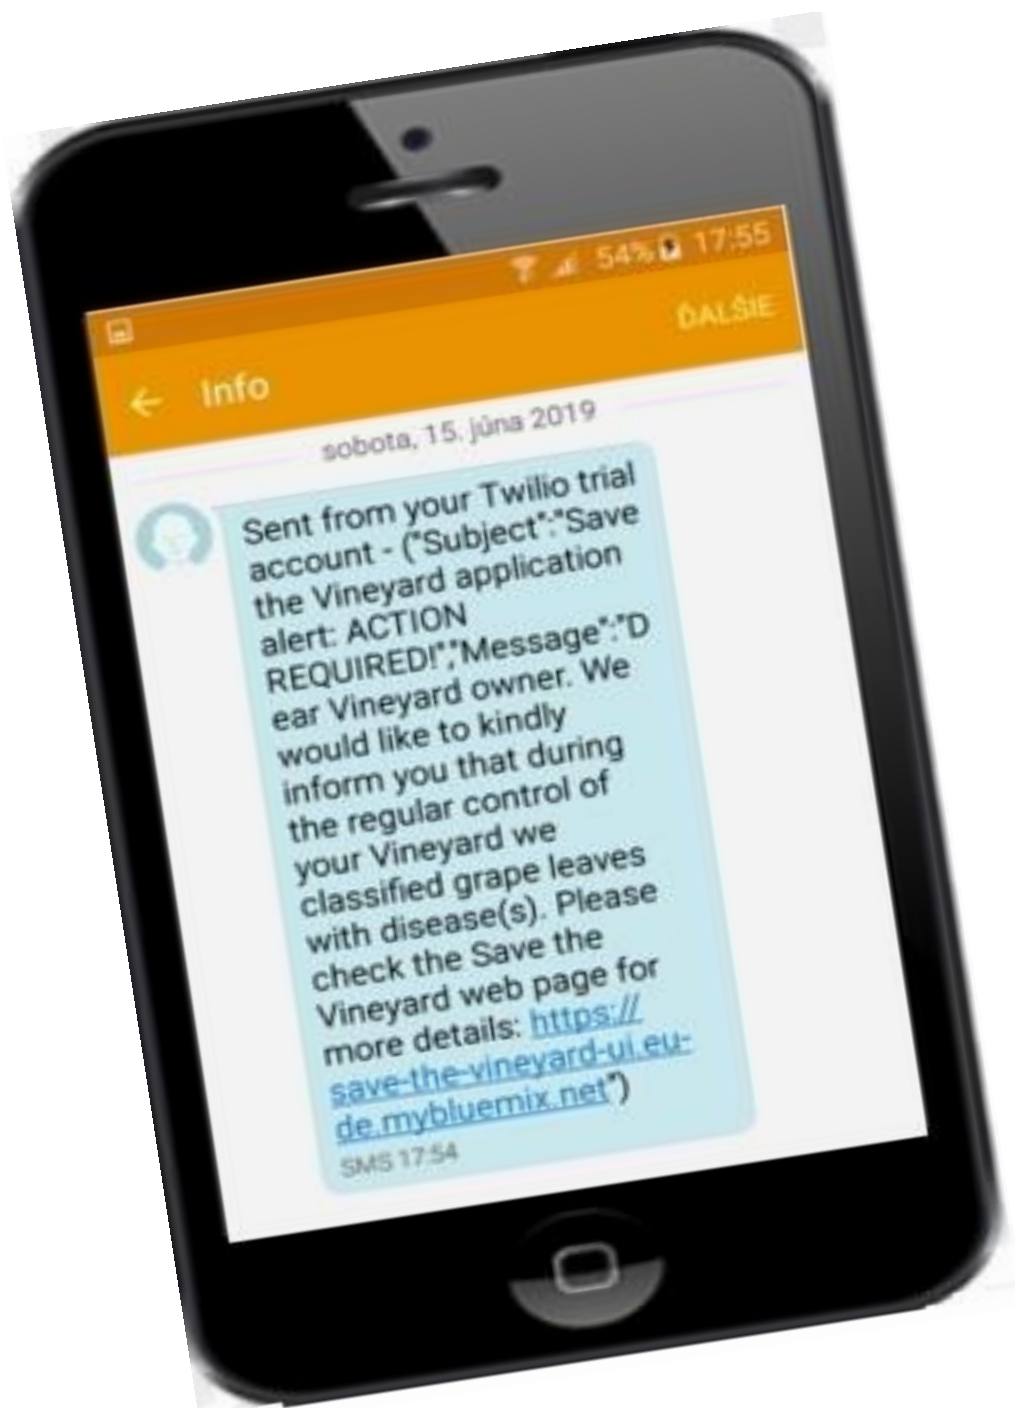 54% 17:55
ĎALŠIE
Info
sobota, 15. júna 2019
Sent from your Twilio trial
account - ("Subject":"Save
the Vineyard application
alert: ACTION
REQUIRED!","Message":"D
ear Vineyard owner. We
would like to kindly
inform you that during
the regular control of
your Vineyard we
classified grape leaves
with disease(s). Please
check the Save the
Vineyard web page for
more details: https://
save-the-vineyard-ui.eu-
de.mybluemix.net")
SMS 17:54